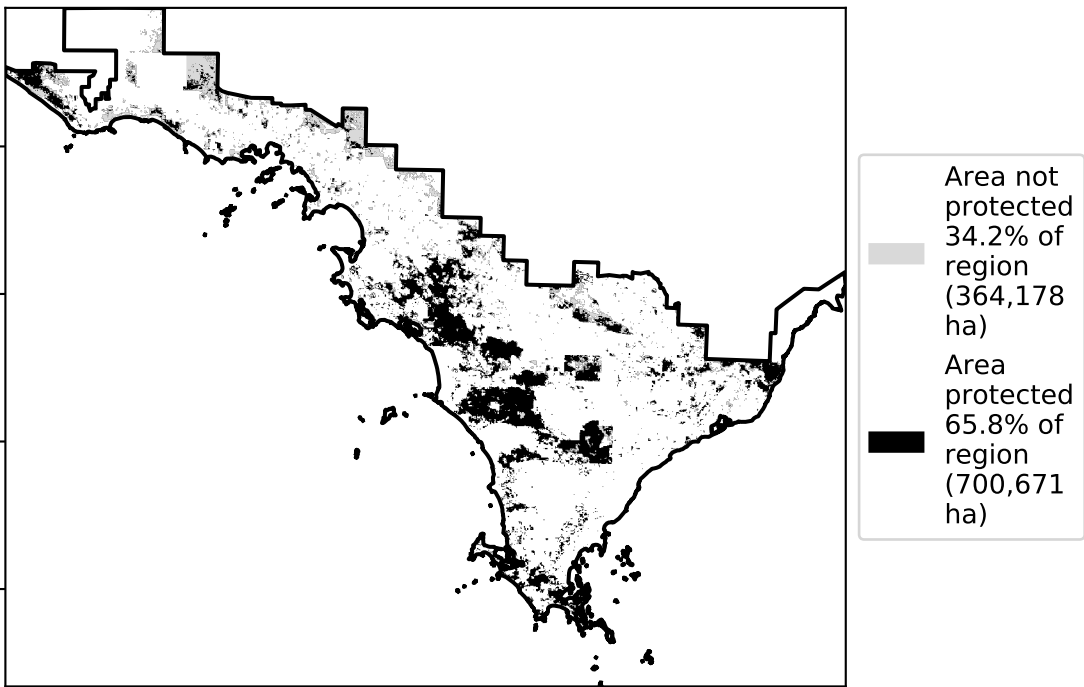 Area not
protected
34.2% of
region
(364,178
ha)
Area
protected
65.8% of
region
(700,671
ha)